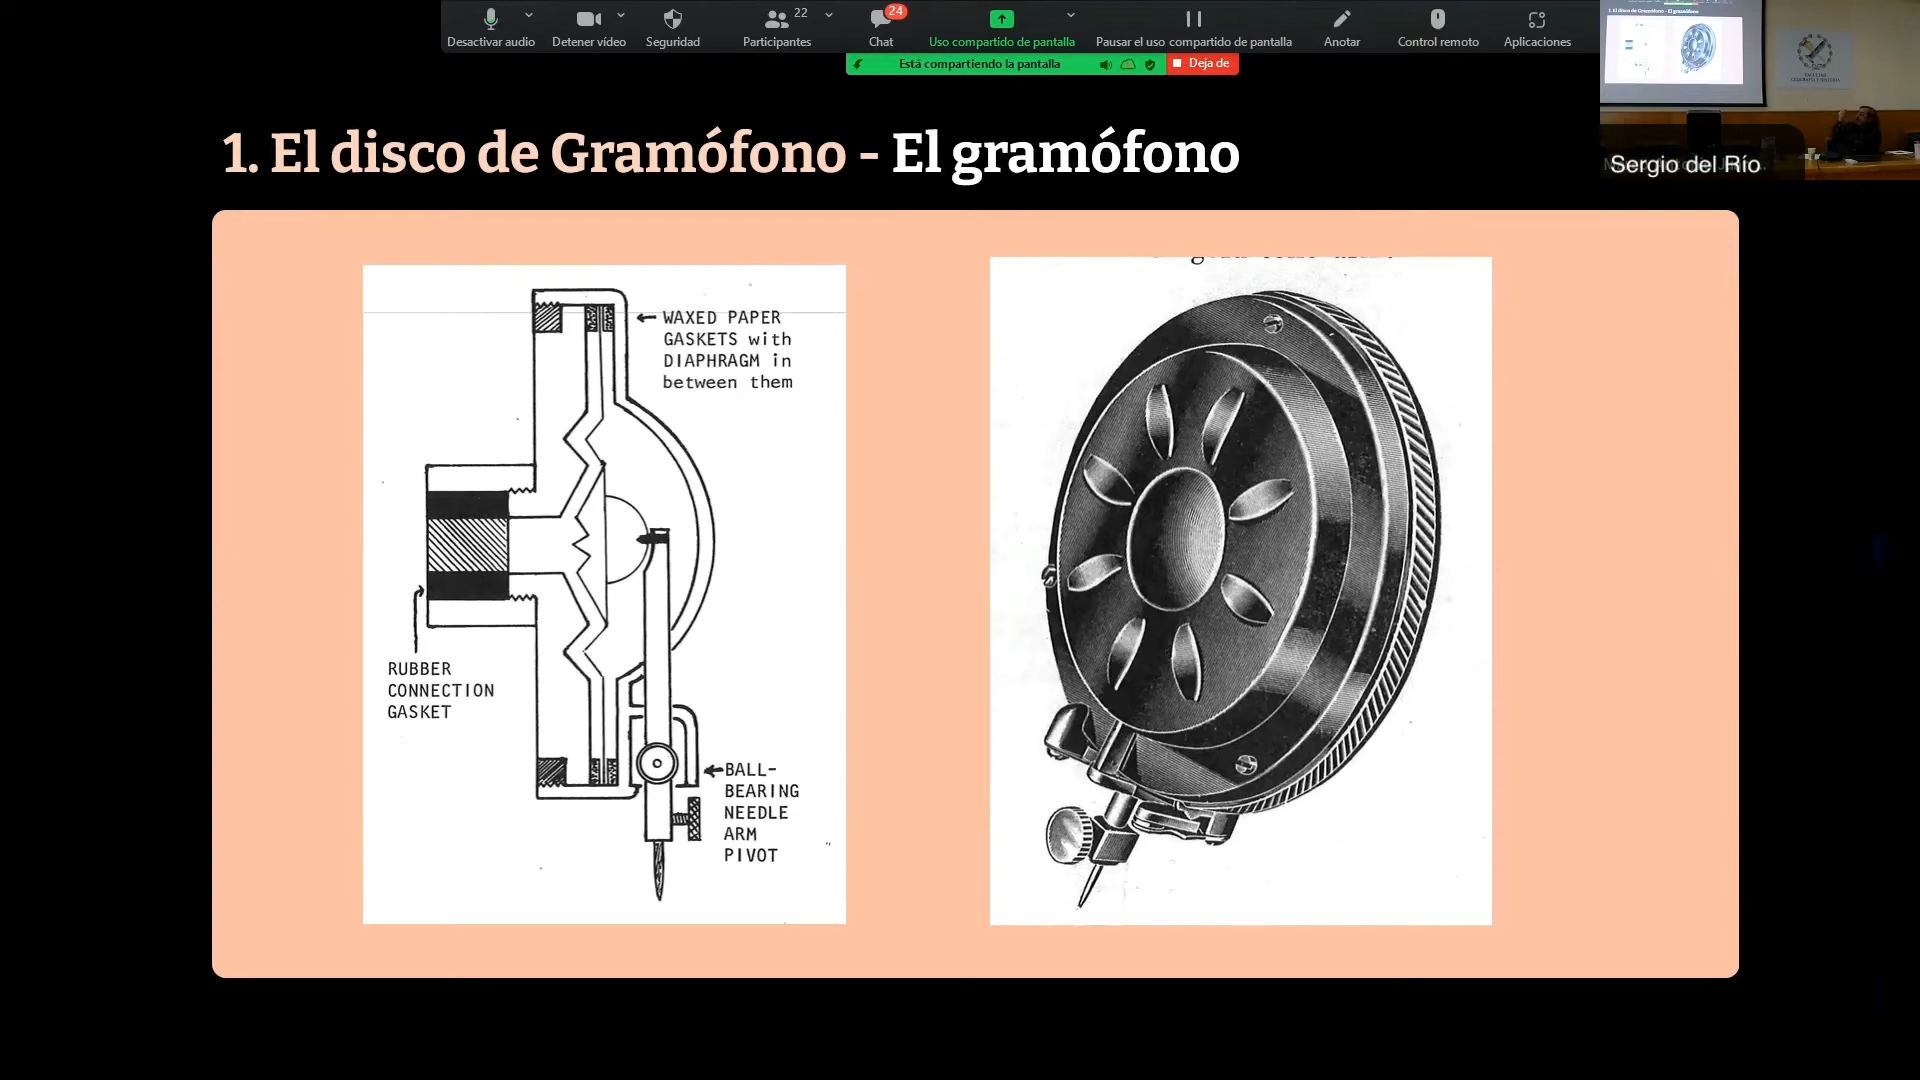 Desactivar audio
Detener vídeo
Seguridad
Participantes
22
Chat
24
Uso compartido de pantalla
Pausar el uso compartido de pantalla
Anotar
Control remoto
Aplicaciones
Está compartiendo la pantalla
Deja de
1. El disco de Gramófono - El gramófono
Sergio del Río
WAXED PAPER
GASKETS with
DIAPHRAGM in
between them
RUBBER
CONNECTION
GASKET
BALL-
BEARING
NEEDLE
ARM
PIVOT